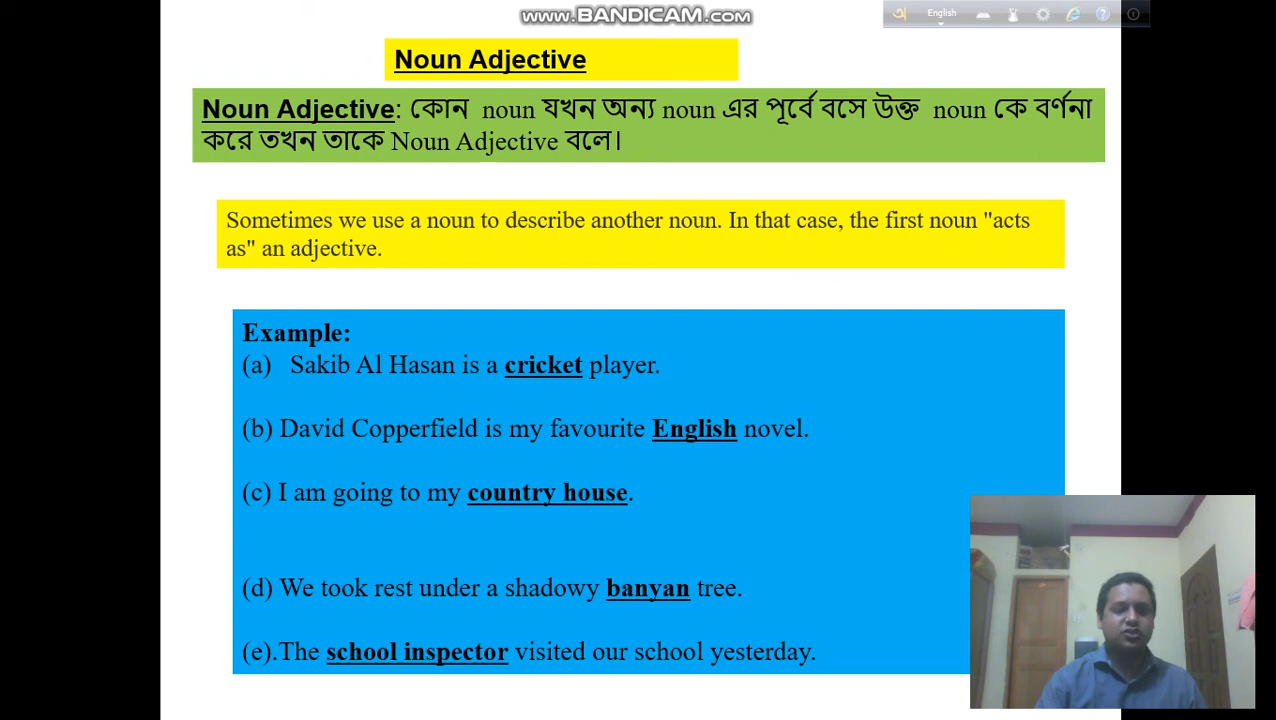 www.BANDICAM.com
English
Noun Adjective
Noun Adjective: কোন noun যখন অন্য noun এর পূর্বে বসে উক্ত noun কে বর্ণনা
করে তখন তাকে Noun Adjective বলে।
Sometimes we use a noun to describe another noun. In that case, the first noun "acts
as" an adjective.
Example:
(a) Sakib Al Hasan is a cricket player.
(b) David Copperfield is my favourite English novel.
(c) I am going to my country house.
(d) We took rest under a shadowy banyan tree.
(e).The school inspector visited our school yesterday.